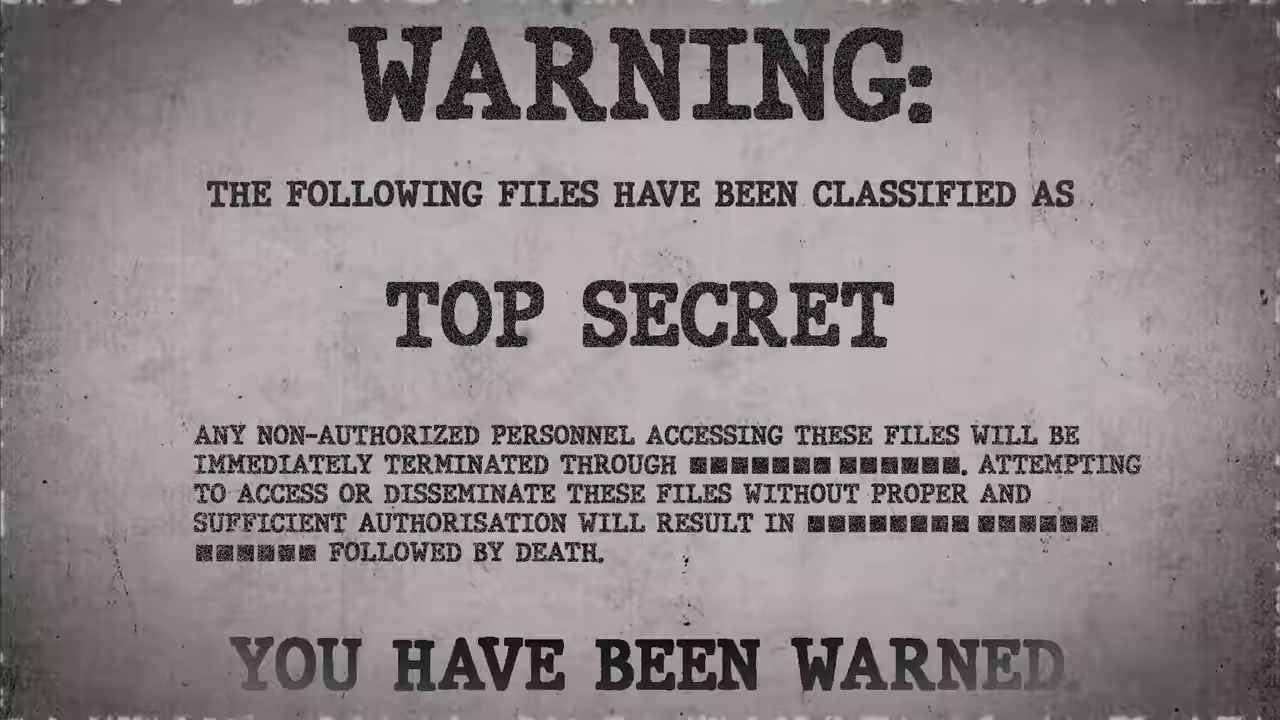 WARNING:
THE FOLLOWING FILES HAVE BEEN CLASSIFIED AS
TOP SECRET
ANY NON-AUTHORIZED PERSONNEL ACCESSING THESE FILES WILL BE
IMMEDIATELY TERMINATED THROUGH ■■■■■■■ ■■■■■■. ATTEMPTING
TO ACCESS OR DISSEMINATE THESE FILES WITHOUT PROPER AND
SUFFICIENT AUTHORISATION WILL RESULT IN ■■■■■■■■ ■■■■■■
■■■■■■ FOLLOWED BY DEATH.
YOU HAVE BEEN WARNED.